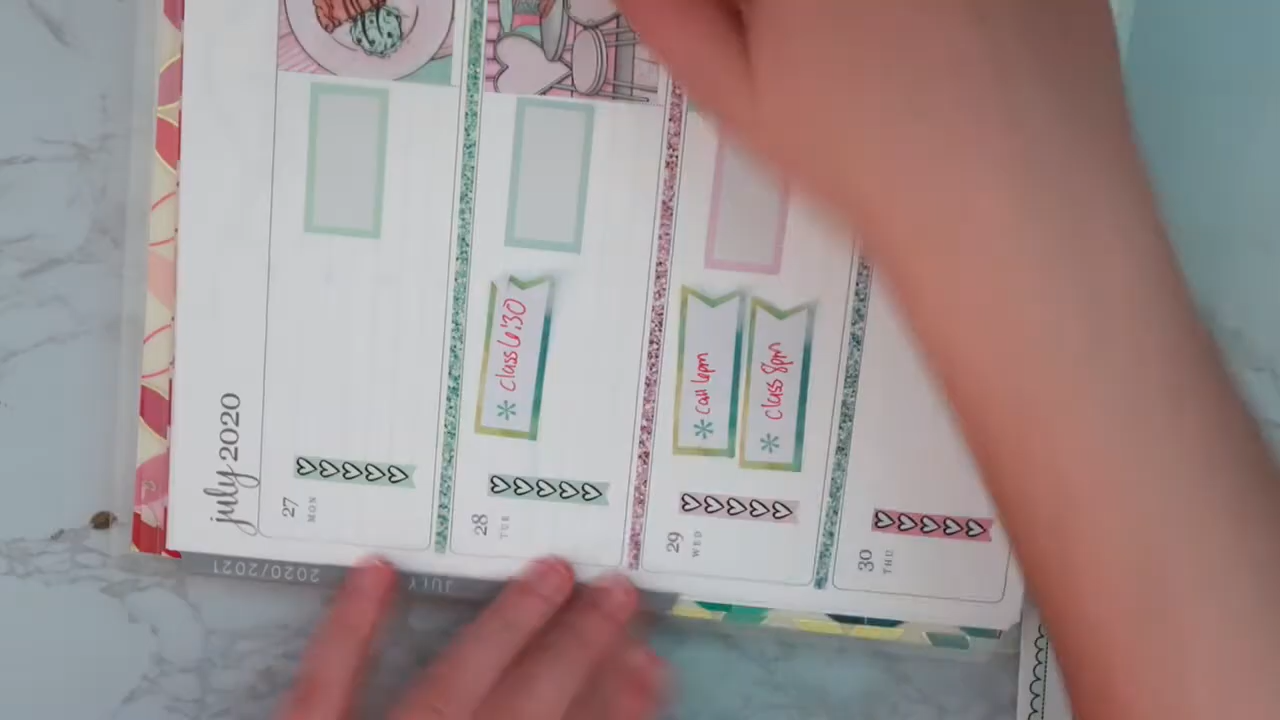 july 2020
27 MON
28 TUE
* class 6:30
29 WED
* call 6pm
* class 8pm
30 THU
2020/2021
JULY